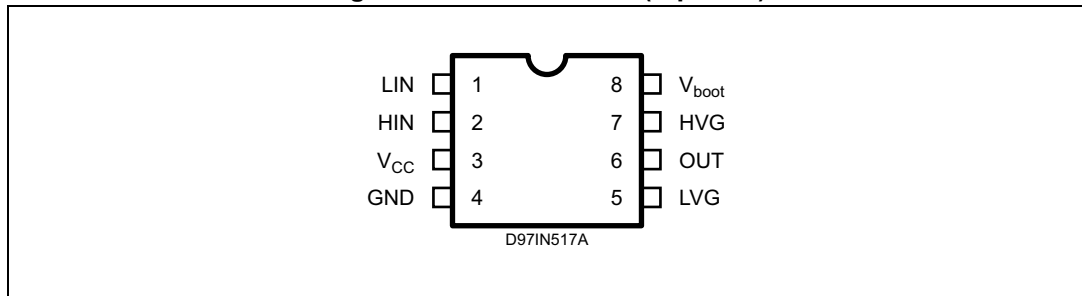 LIN 1 8 Vboot
HIN 2 7 HVG
VCC 3 6 OUT
GND 4 5 LVG
D97IN517A